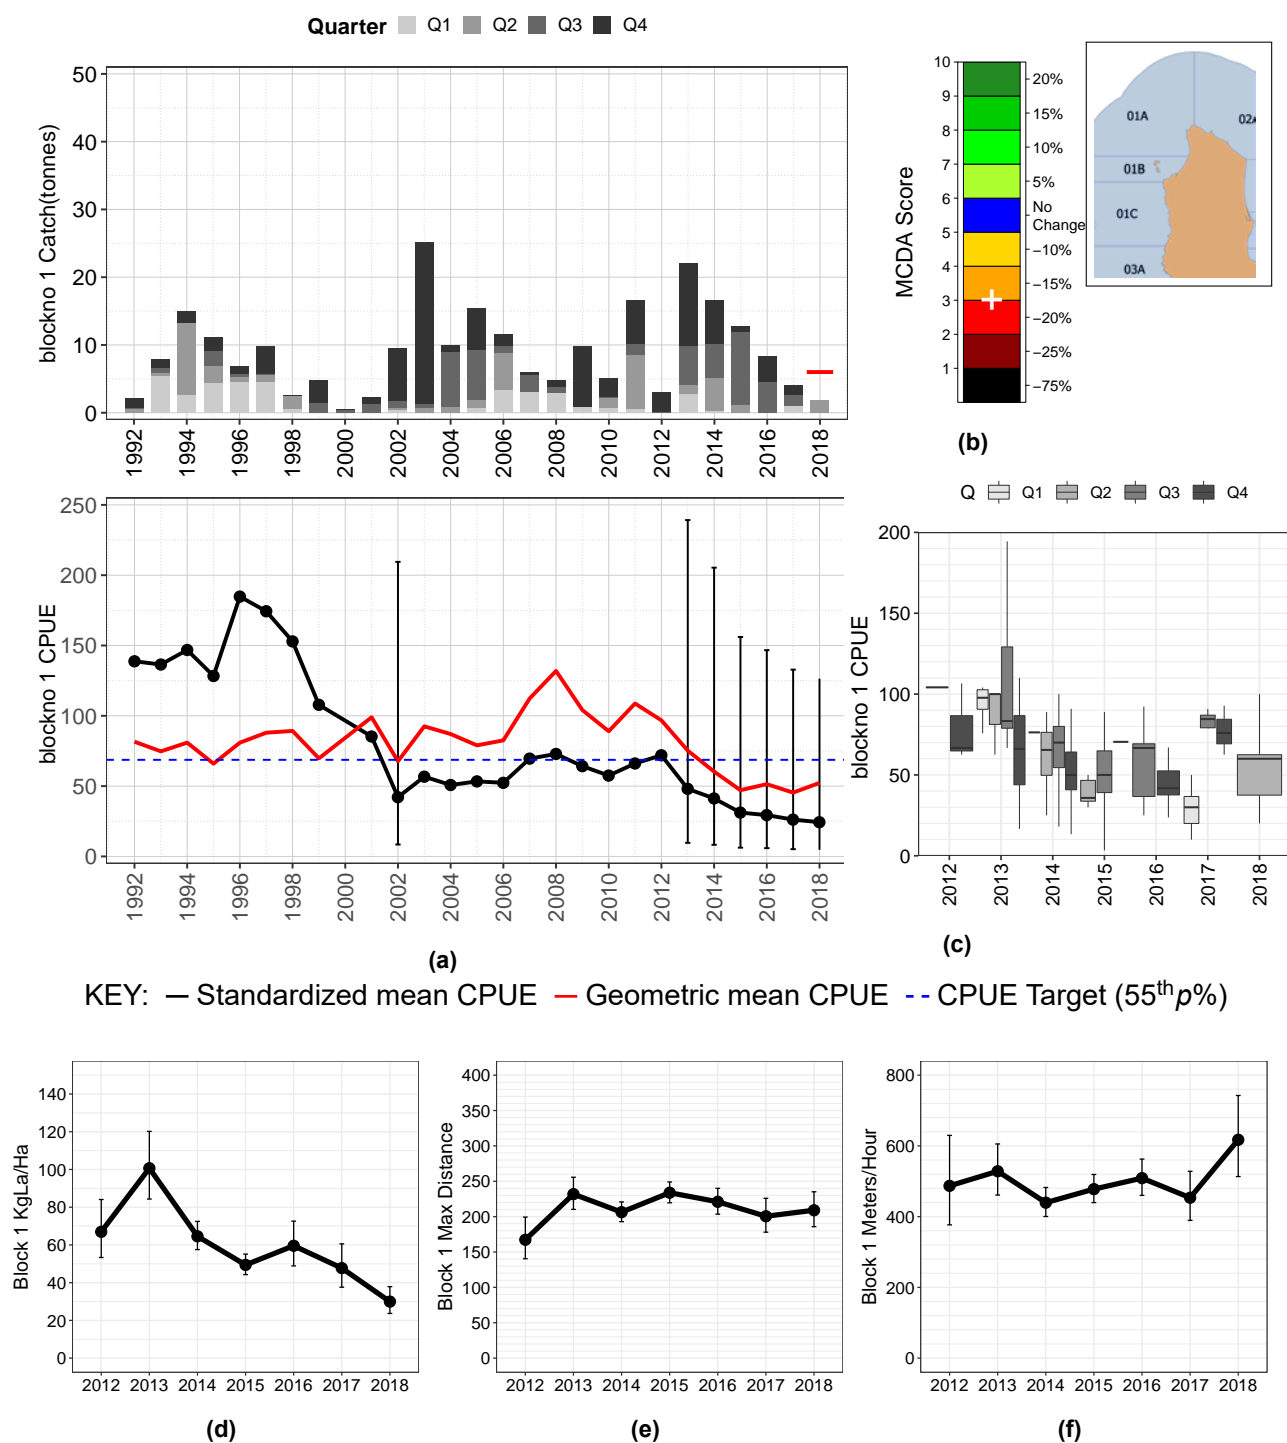 Quarter Q1 Q2 Q3 Q4
blockno 1 Catch(tonnes)
50
40
30
20
10
0
1992 1994 1996 1998 2000 2002 2004 2006 2008 2010 2012 2014 2016 2018
blockno 1 CPUE
250
200
150
100
50
0
1992 1994 1996 1998 2000 2002 2004 2006 2008 2010 2012 2014 2016 2018
(a)
MCDA Score
10
9
8
7
6
5
4
3
2
1
20%
15%
10%
5%
No
Change
−10%
−15%
−20%
−25%
−75%
(b)
01A
02A
01B
01C
03A
Q Q1 Q2 Q3 Q4
blockno 1 CPUE
200
150
100
50
0
2012 2013 2014 2015 2016 2017 2018
(c)
KEY: Standardized mean CPUE Geometric mean CPUE CPUE Target (55th p%)
Block 1 KgLa/Ha
140
120
100
80
60
40
20
0
2012 2013 2014 2015 2016 2017 2018
(d)
Block 1 Max Distance
400
350
300
250
200
150
100
50
0
2012 2013 2014 2015 2016 2017 2018
(e)
Block 1 Meters/Hour
800
600
400
200
0
2012 2013 2014 2015 2016 2017 2018
(f)